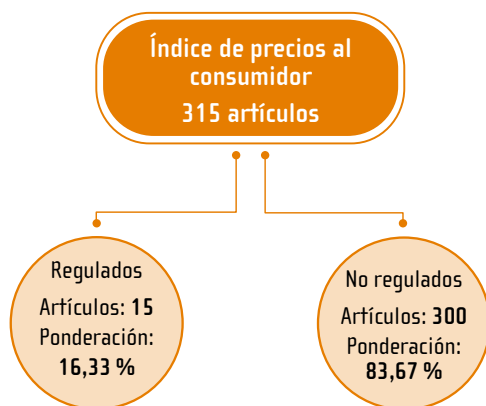 Índice de precios al
consumidor
315 artículos
Regulados
Artículos: 15
Ponderación:
16,33 %
No regulados
Artículos: 300
Ponderación:
83,67 %